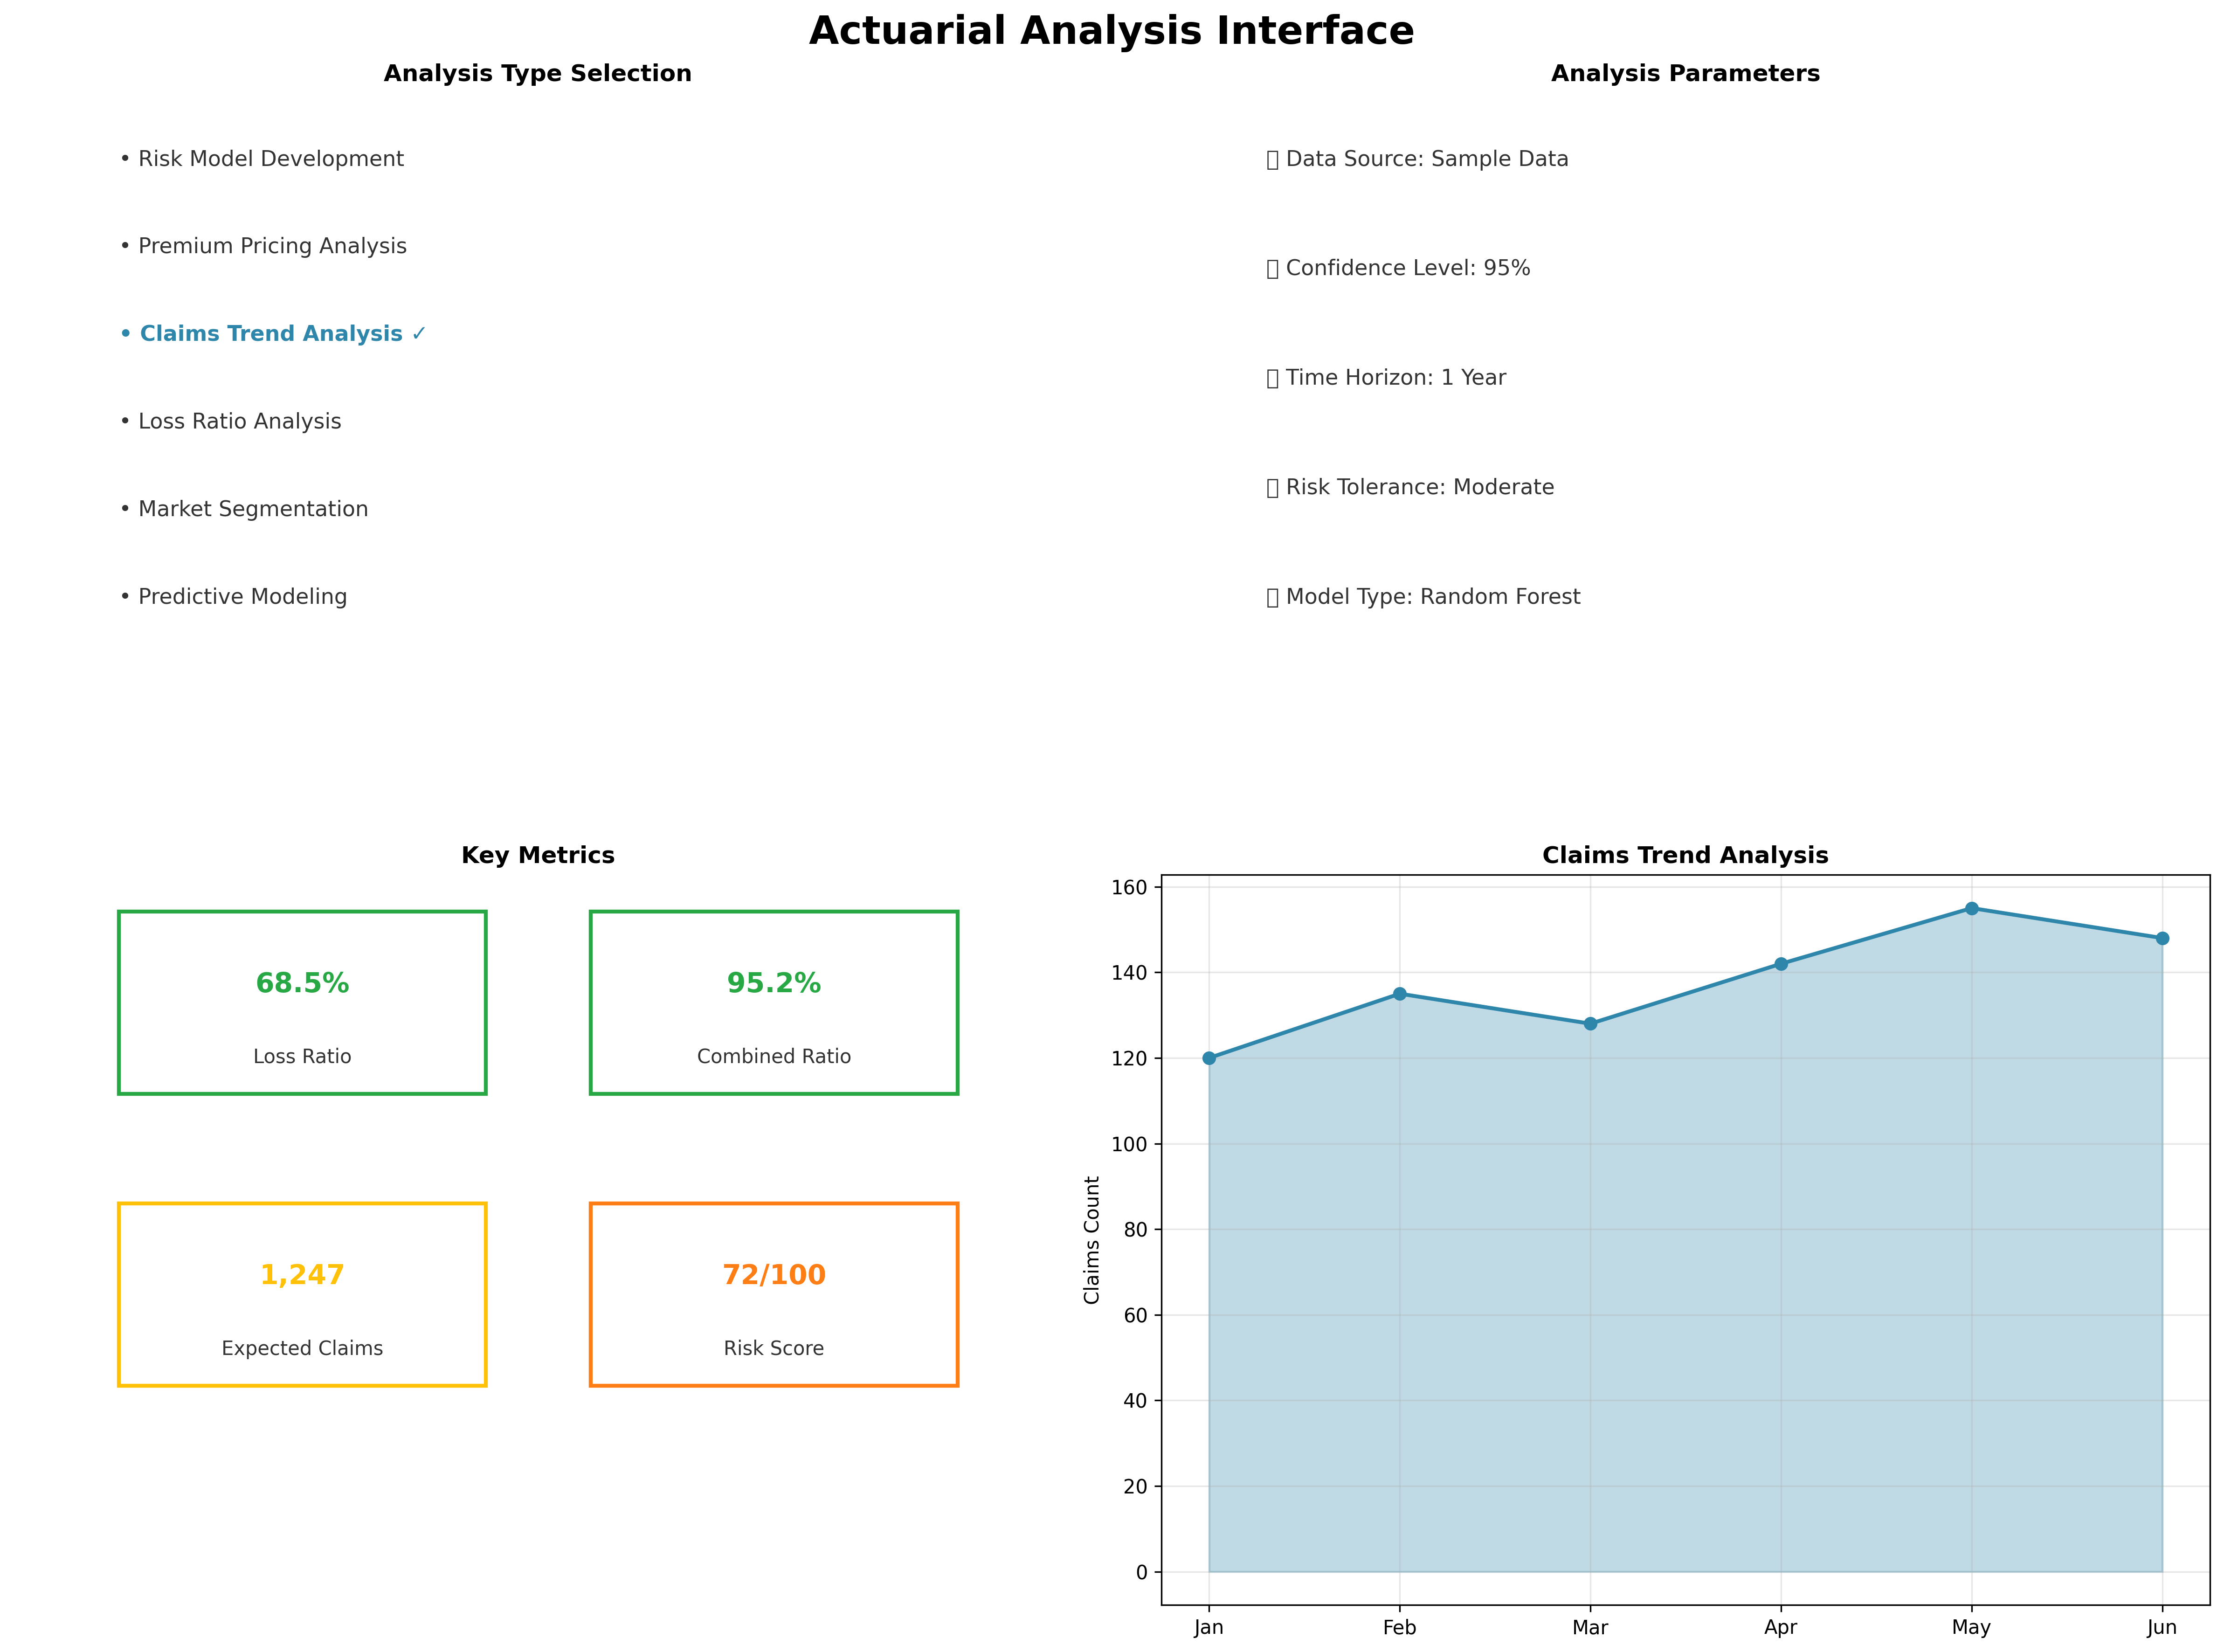 Actuarial Analysis Interface
Analysis Type Selection
• Risk Model Development
• Premium Pricing Analysis
• Claims Trend Analysis ✓
• Loss Ratio Analysis
• Market Segmentation
• Predictive Modeling
Analysis Parameters
▯ Data Source: Sample Data
▯ Confidence Level: 95%
▯ Time Horizon: 1 Year
▯ Risk Tolerance: Moderate
▯ Model Type: Random Forest
Key Metrics
68.5%
Loss Ratio
95.2%
Combined Ratio
1,247
Expected Claims
72/100
Risk Score
Claims Trend Analysis
Claims Count
160
140
120
100
80
60
40
20
0
Jan Feb Mar Apr May Jun